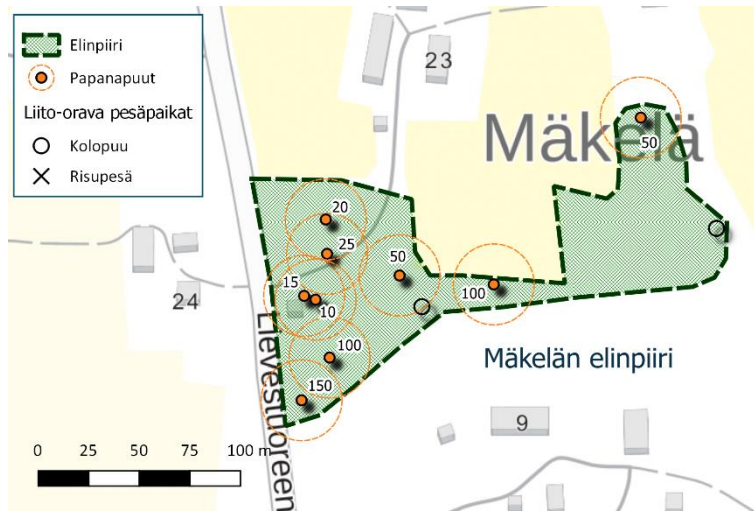 Elinpiiri
Papanapuut
Liito-orava pesäpaikat
Kolopuu
Risupesä
23
Mäkelä
50
20
25
50
15
10
100
24
100
Mäkelän elinpiiri
150
9
0 25 50 75 100 m
Lievestuoreen